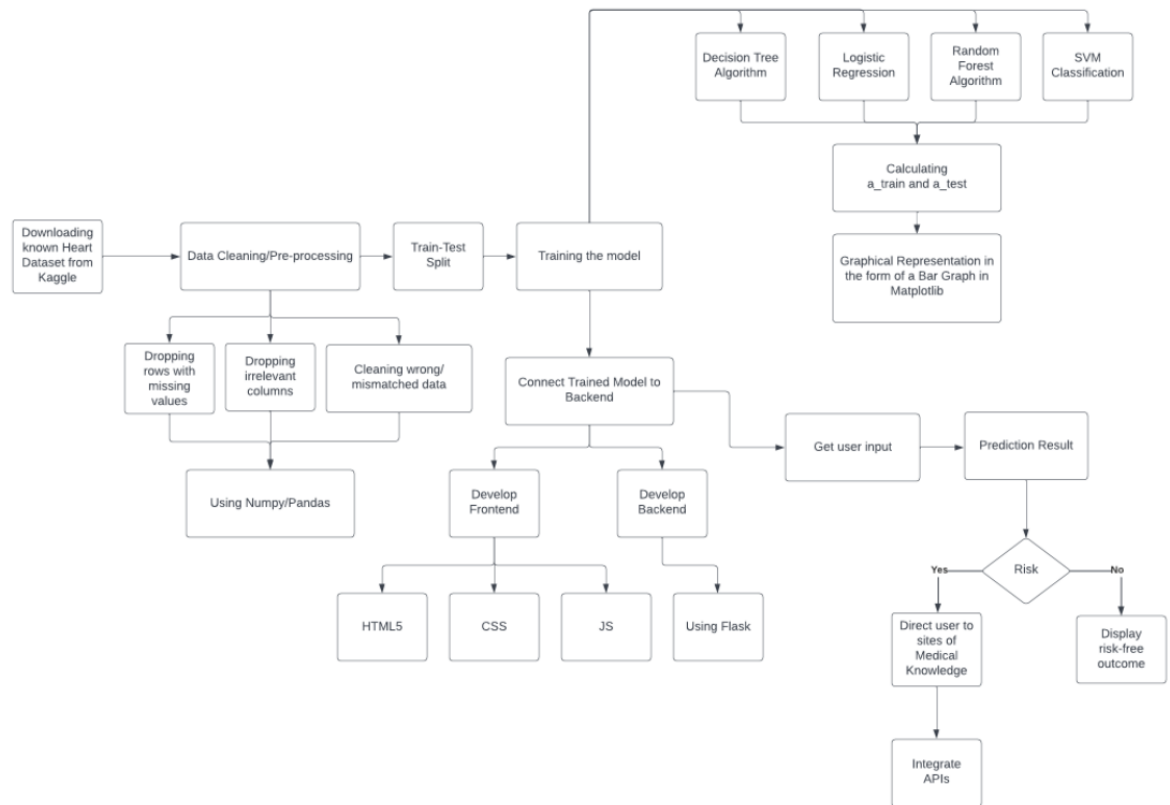 Decision Tree
Algorithm
Logistic
Regression
Random
Forest
Algorithm
SVM
Classification
Calculating
a_train and a_test
Graphical Representation in
the form of a Bar Graph in
Matplotlib
Downloading
known Heart
Dataset from
Kaggle
Data Cleaning/Pre-processing
Train-Test
Split
Training the model
Dropping
rows with
missing
values
Dropping
irrelevant
columns
Cleaning wrong/
mismatched data
Using Numpy/Pandas
Connect Trained Model to
Backend
Get user input
Prediction Result
Develop
Frontend
Develop
Backend
HTML5
CSS
JS
Using Flask
Risk
Yes
No
Direct user to
sites of
Medical
Knowledge
Display
risk-free
outcome
Integrate
APIs